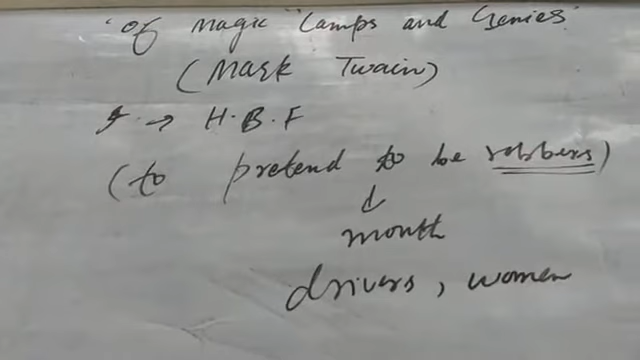 'Of Magic "Lamps and Genies"
(Mark Twain)
→ H.B.F
(to pretend to be robbers)
↓
month
drivers, women